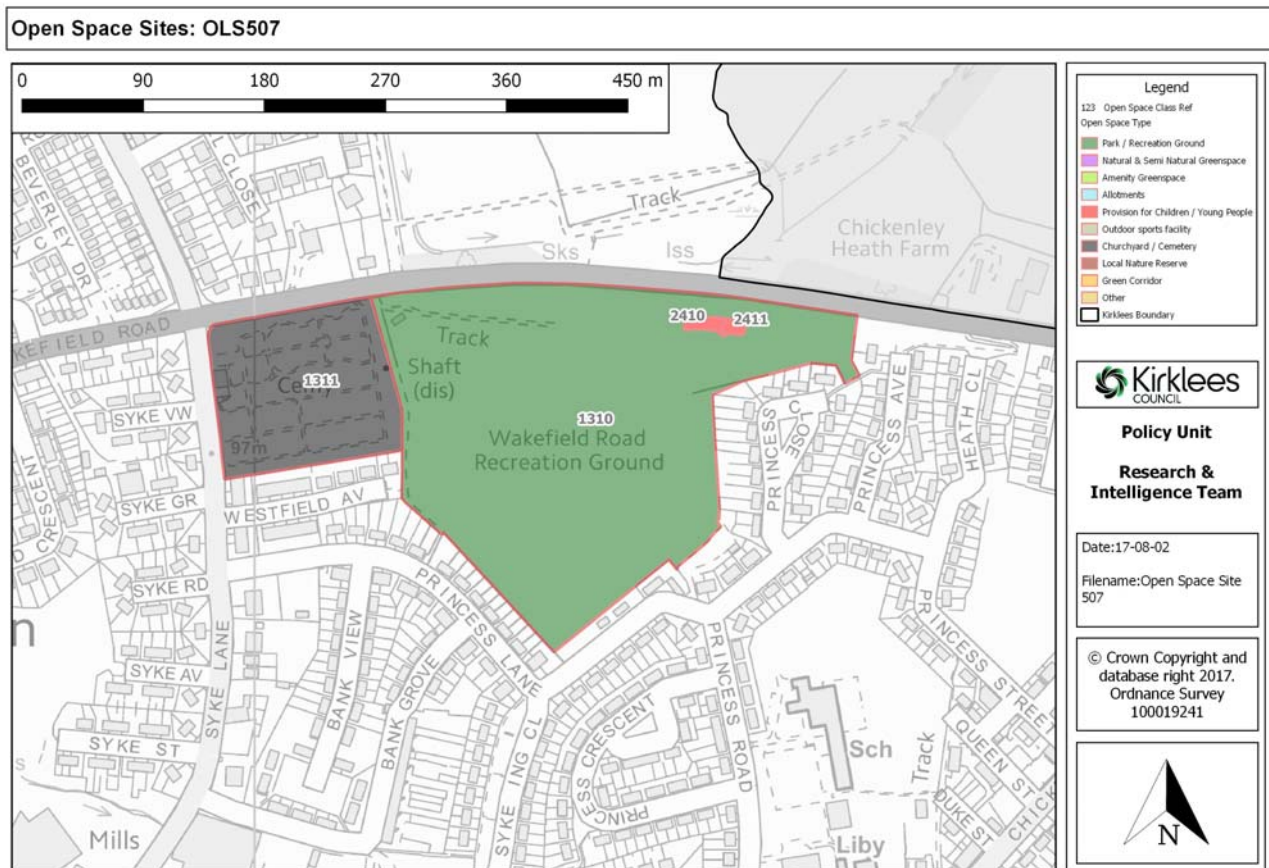 Open Space Sites: OLS507
0 90 180 270 360 450 m
BEVERLEY DR
CLOSE
Track
Sks
Iss
Chickenley
Heath Farm
KEFIELD ROAD
Track
Shaft
(dis)
Cemy
1311
97m
2410
2411
1310
Wakefield Road
Recreation Ground
PRINCESS
CLOSE
PRINCESS AVE
HEATH CL
SYKE VW
SYKE GR
WESTFIELD AV
SYKE RD
SYKE LANE
PRINCESS LANE
SYKE AV
BANK VIEW
BANK GROVE
SYKE ST
SYKE ING CL
PRINCESS CRESCENT
PRINCESS
PRINCESS ROAD
PRINCESS STREET
QUEEN ST
DUKE ST
Track
Sch
Liby
Mills
Legend
123 Open Space Class Ref
Open Space Type
Park / Recreation Ground
Natural & Semi Natural Greenspace
Amenity Greenspace
Allotments
Provision for Children / Young People
Outdoor sports facility
Churchyard / Cemetery
Local Nature Reserve
Green Corridor
Other
Kirklees Boundary
Kirklees
COUNCIL
Policy Unit
Research &
Intelligence Team
Date:17-08-02
Filename:Open Space Site
507
© Crown Copyright and
database right 2017.
Ordnance Survey
100019241
N